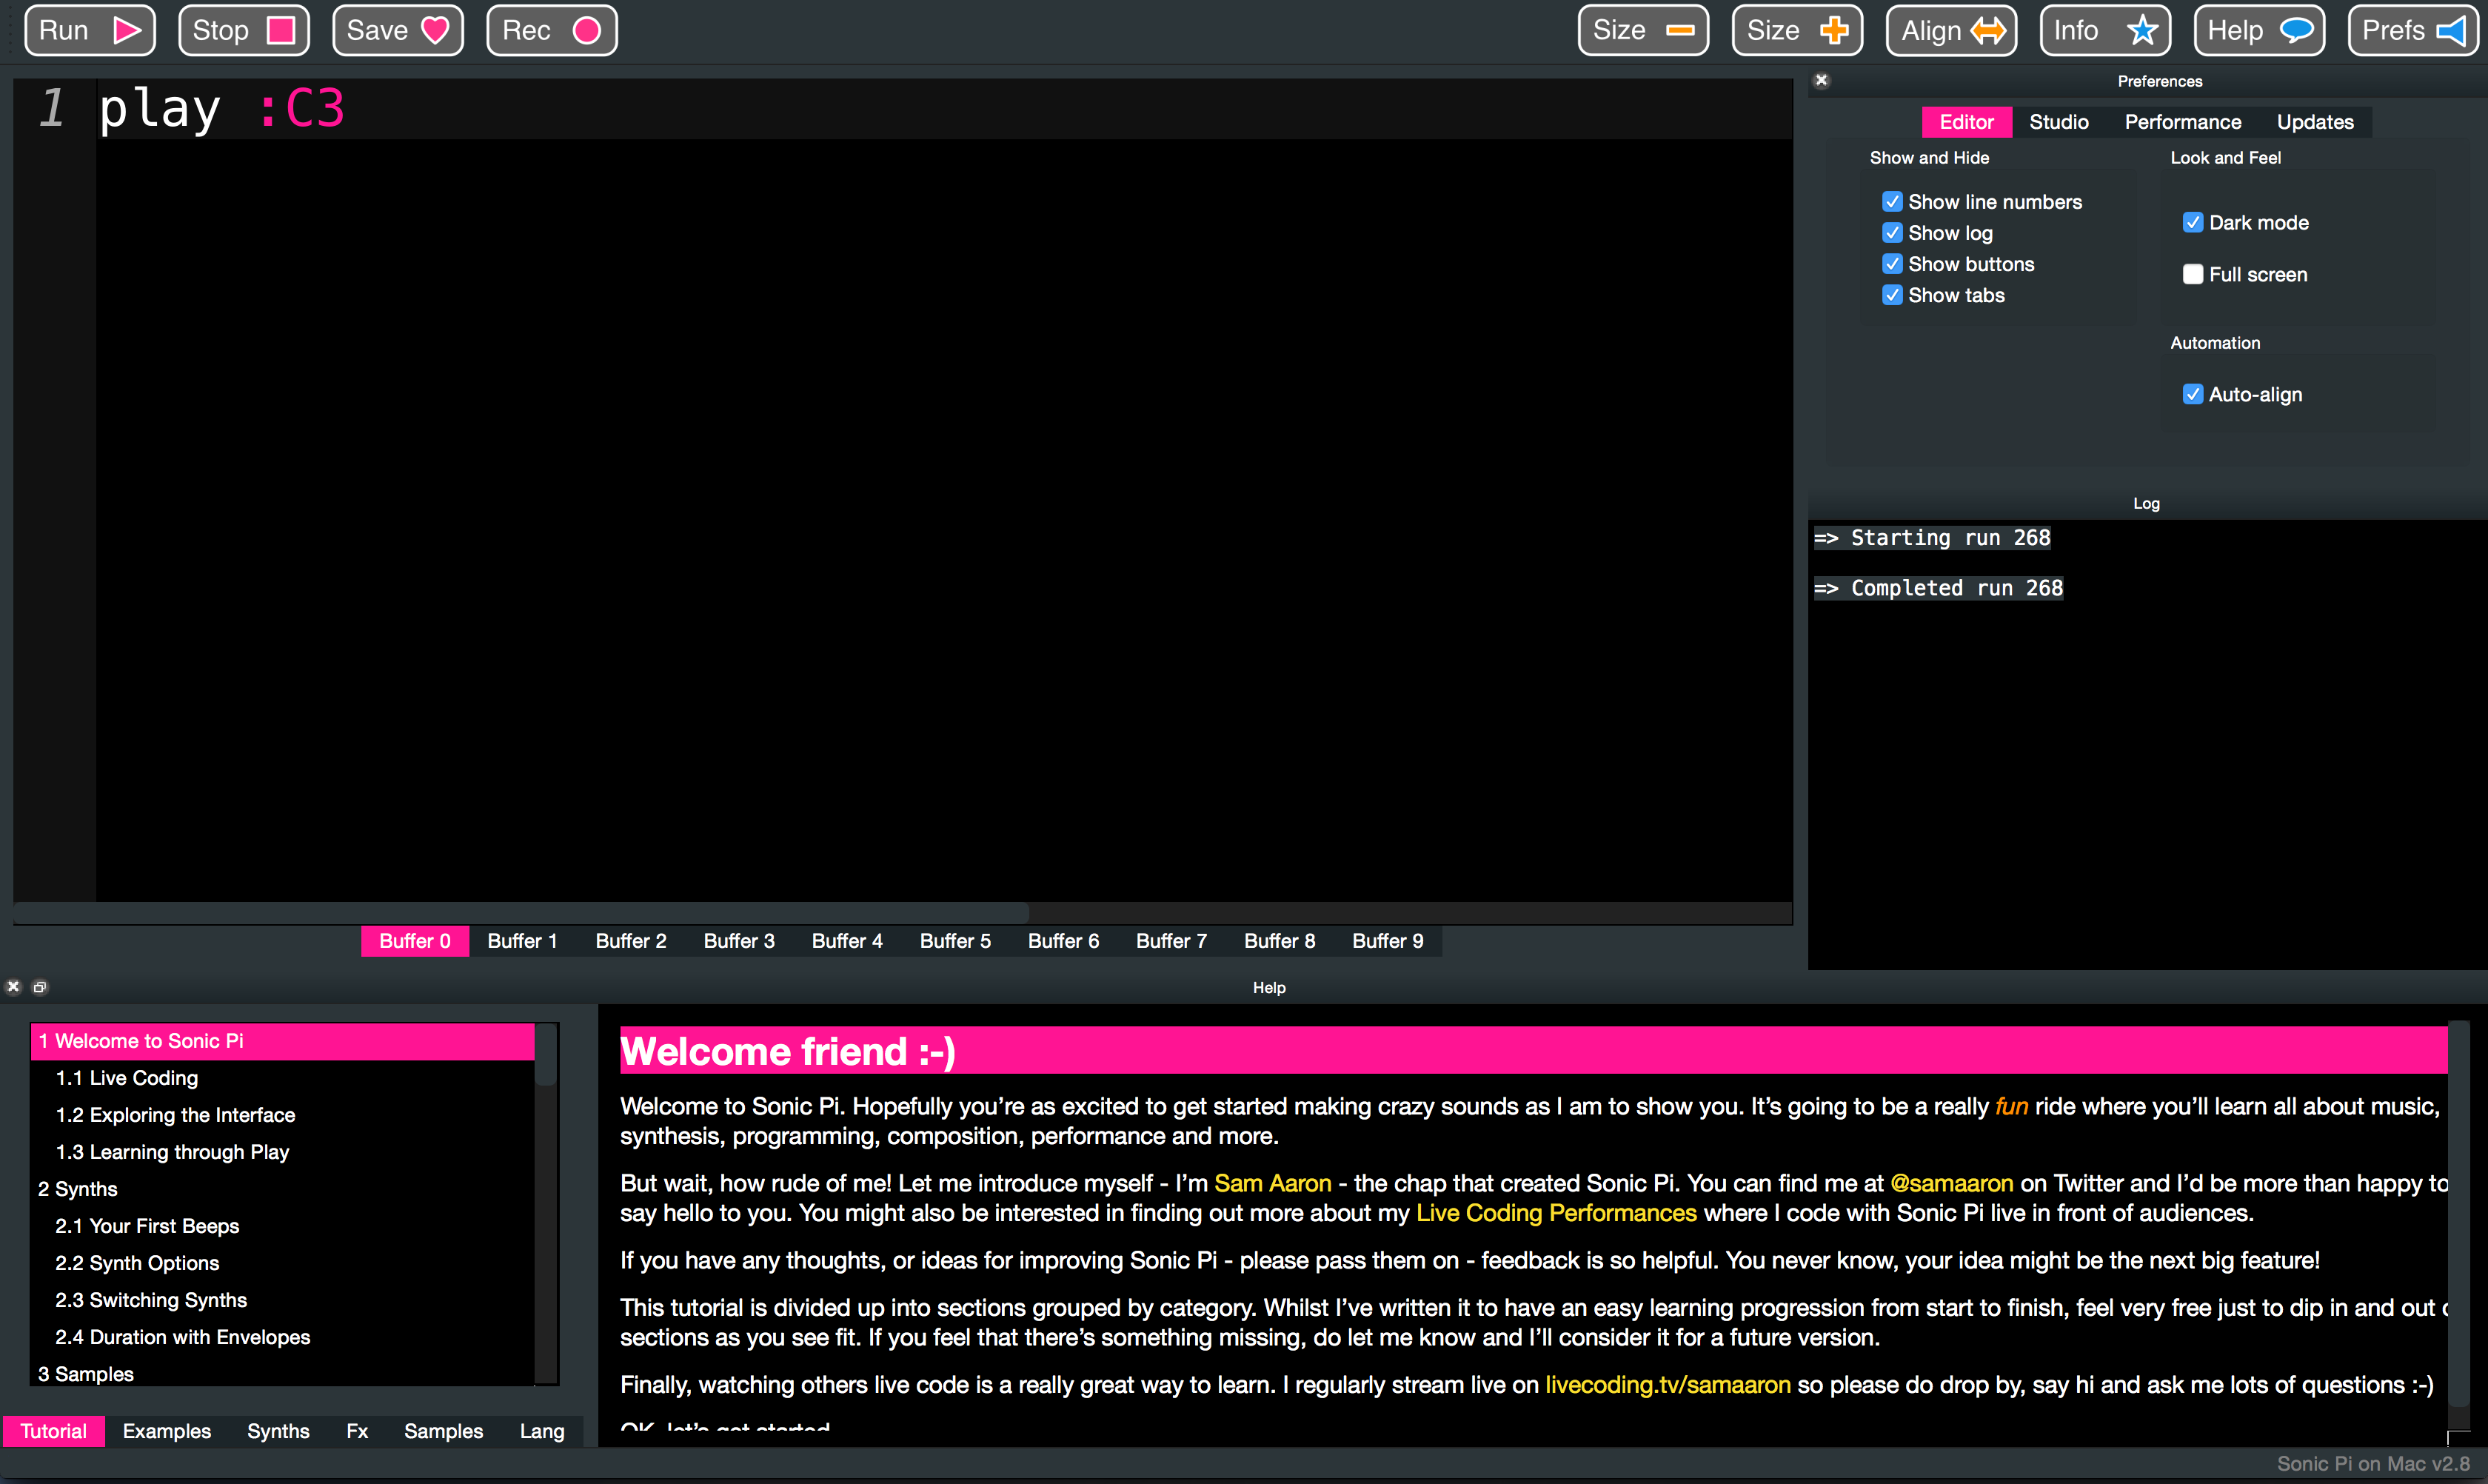 Run Stop Save Rec Size Size Align Info Help Prefs
1 play :C3
Preferences
Editor Studio Performance Updates
Show and Hide
Show line numbers
Show log
Show buttons
Show tabs
Look and Feel
Dark mode
Full screen
Automation
Auto-align
Log
=> Starting run 268
=> Completed run 268
Buffer 0 Buffer 1 Buffer 2 Buffer 3 Buffer 4 Buffer 5 Buffer 6 Buffer 7 Buffer 8 Buffer 9
Help
1 Welcome to Sonic Pi
1.1 Live Coding
1.2 Exploring the Interface
1.3 Learning through Play
2 Synths
2.1 Your First Beeps
2.2 Synth Options
2.3 Switching Synths
2.4 Duration with Envelopes
3 Samples
Tutorial Examples Synths Fx Samples Lang
Welcome friend :-)
Welcome to Sonic Pi. Hopefully you’re as excited to get started making crazy sounds as I am to show you. It’s going to be a really fun ride where you’ll learn all about music,
synthesis, programming, composition, performance and more.
But wait, how rude of me! Let me introduce myself - I’m Sam Aaron - the chap that created Sonic Pi. You can find me at @samaaron on Twitter and I’d be more than happy to
say hello to you. You might also be interested in finding out more about my Live Coding Performances where I code with Sonic Pi live in front of audiences.
If you have any thoughts, or ideas for improving Sonic Pi - please pass them on - feedback is so helpful. You never know, your idea might be the next big feature!
This tutorial is divided up into sections grouped by category. Whilst I’ve written it to have an easy learning progression from start to finish, feel very free just to dip in and out
sections as you see fit. If you feel that there’s something missing, do let me know and I’ll consider it for a future version.
Finally, watching others live code is a really great way to learn. I regularly stream live on livecoding.tv/samaaron so please do drop by, say hi and ask me lots of questions :-)
OK, let’s get started
Sonic Pi on Mac v2.8